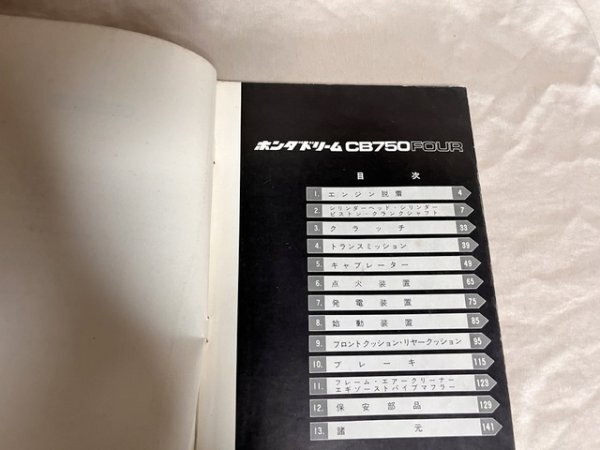 ホンダドリーム CB750 FOUR
目 次
1. エンジン脱着 4
2. シリンダーヘッド・シリンダー
ピストン・クランクシャフト 7
3. クラッチ 33
4. トランスミッション 39
5. キャブレーター 49
6. 点火装置 65
7. 発電装置 75
8. 始動装置 85
9. フロントクッション・リヤークッション 95
10. ブレーキ 115
11. フレーム・エアークリーナー
エギゾーストパイプマフラー 123
12. 保安部品 129
13. 諸元 141